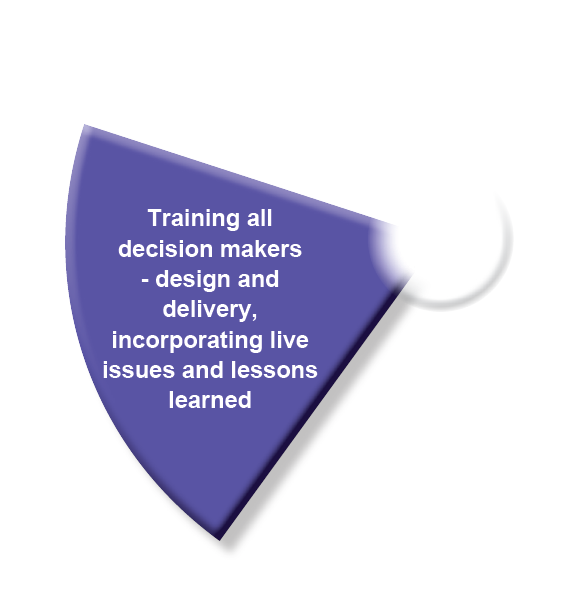 Training all
decision makers
- design and
delivery,
incorporating live
issues and lessons
learned